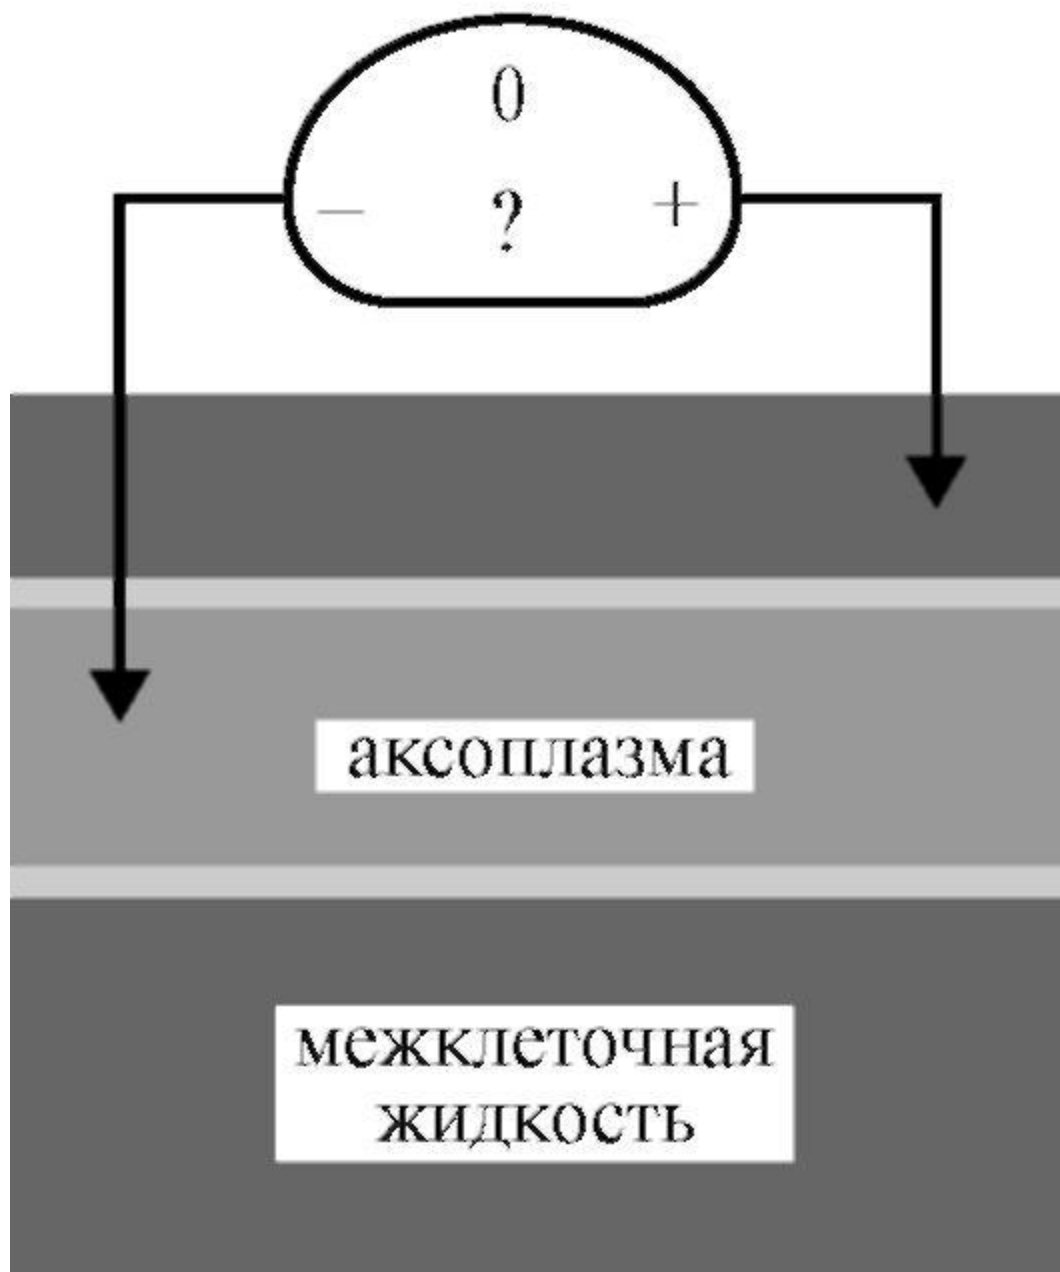 0
– ? +
аксоплазма
межклеточная
жидкость